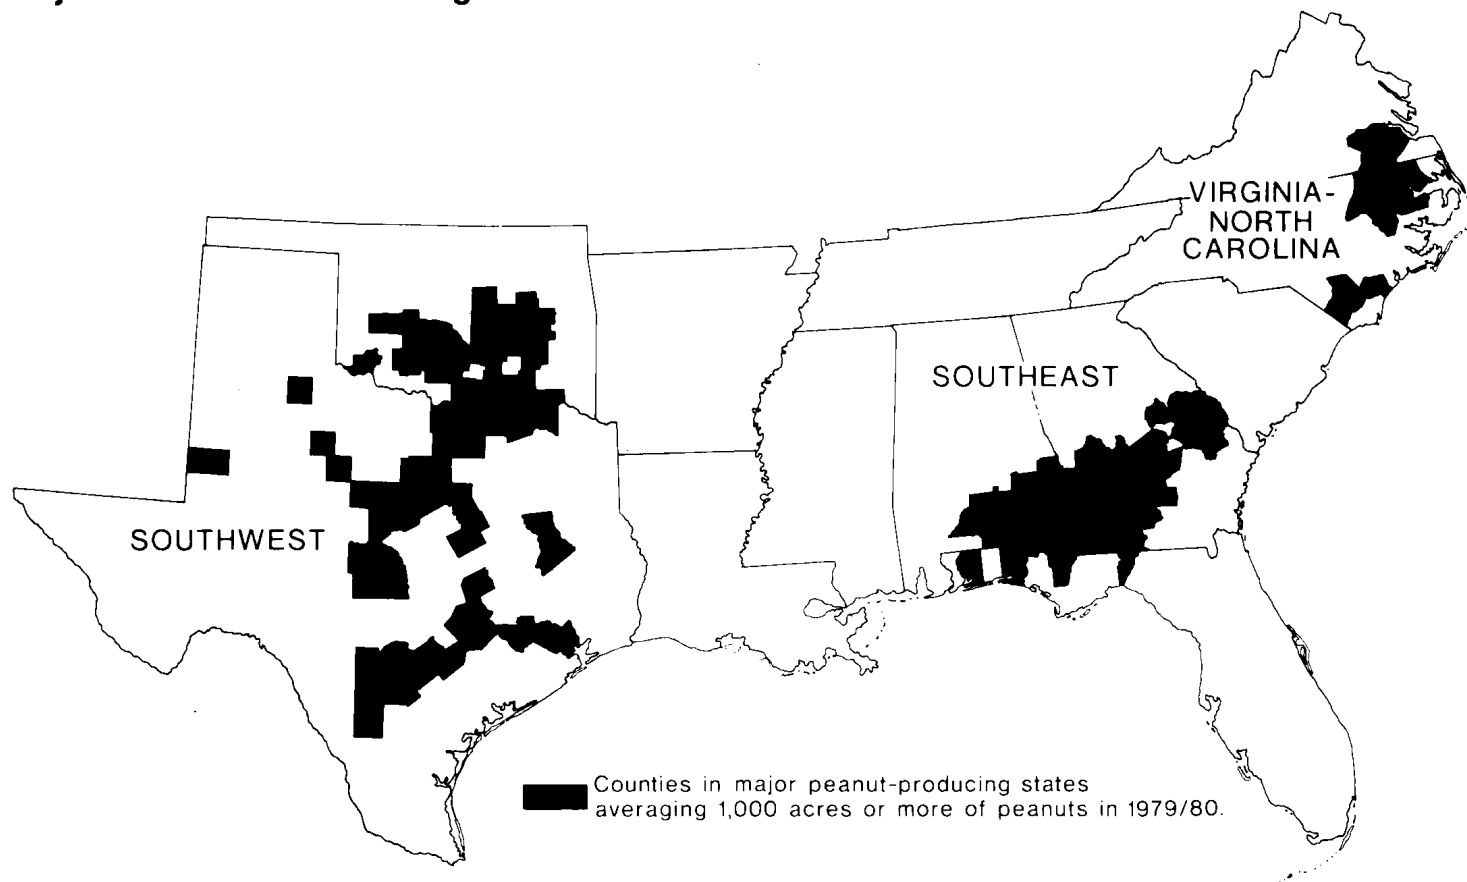 SOUTHWEST
SOUTHEAST
VIRGINIA-
NORTH
CAROLINA
Counties in major peanut-producing states
averaging 1,000 acres or more of peanuts in 1979/80.